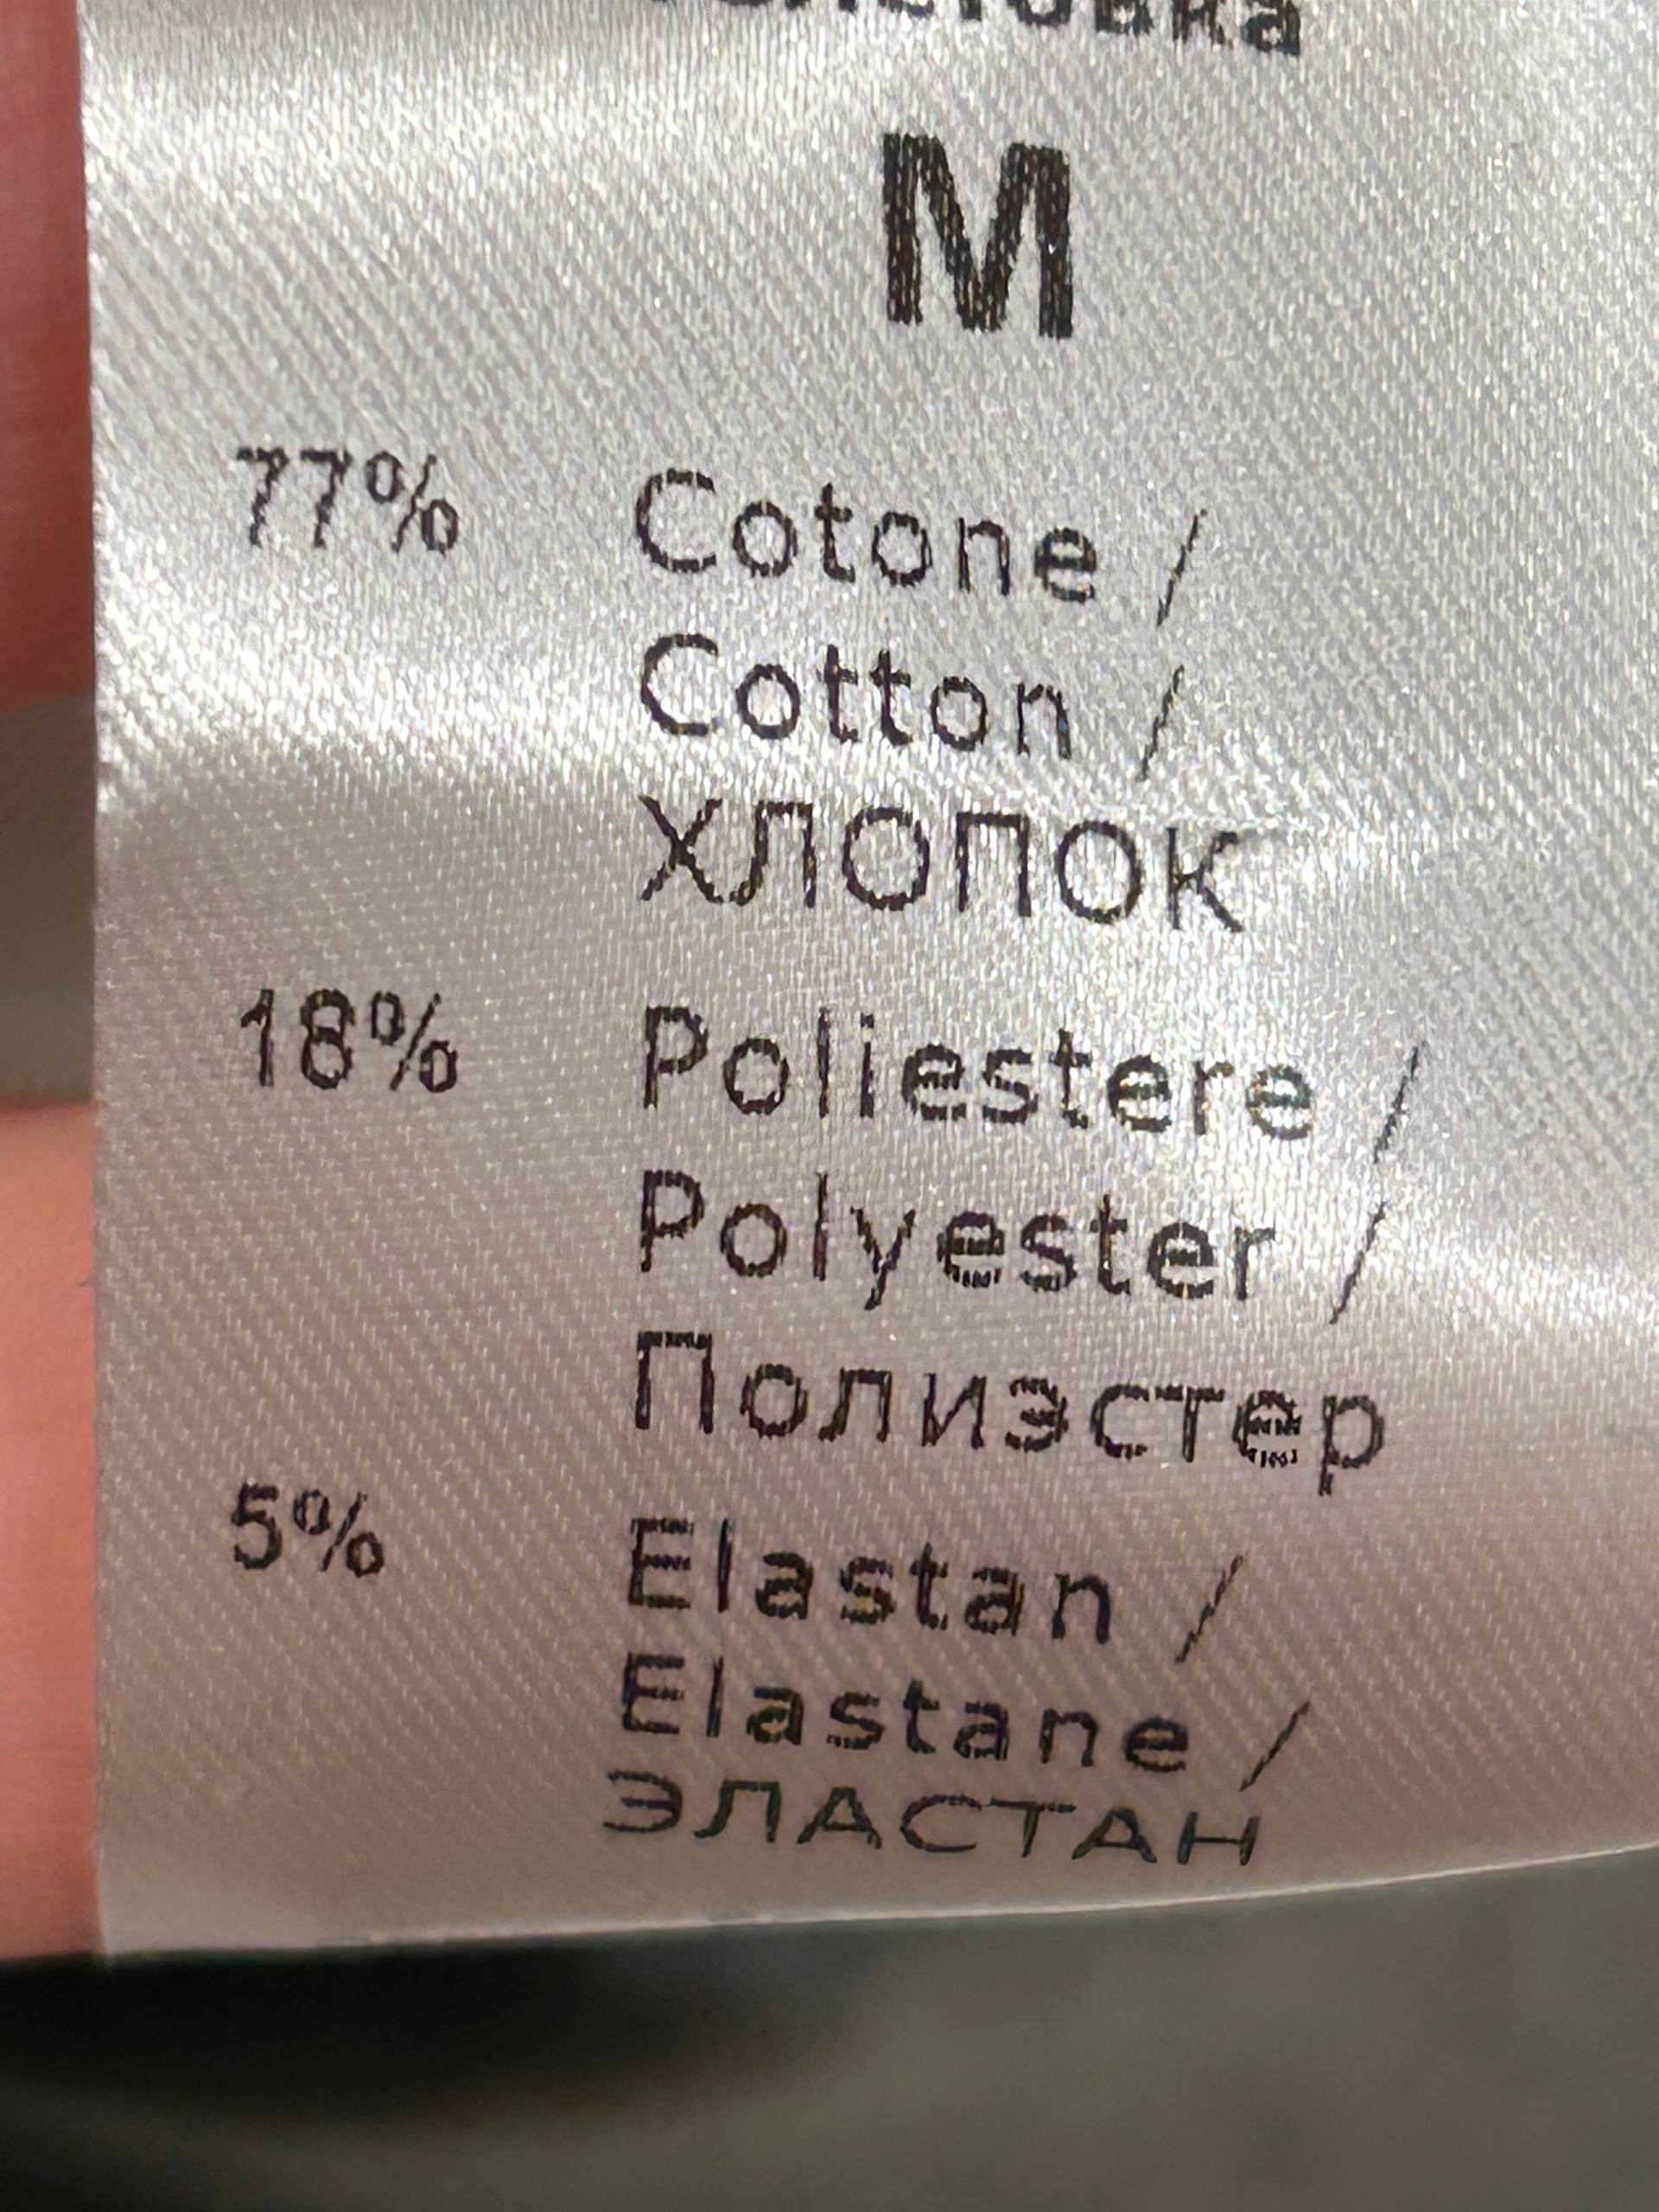 M
77% Cotone /
Cotton /
ХЛОПОК
18% Poliestere /
Polyester /
Полиэстер
5% Elastan /
Elastane /
ЭЛАСТАН